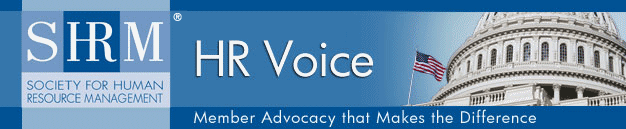 SHRM®
SOCIETY FOR HUMAN
RESOURCE MANAGEMENT
HR Voice
Member Advocacy that Makes the Difference